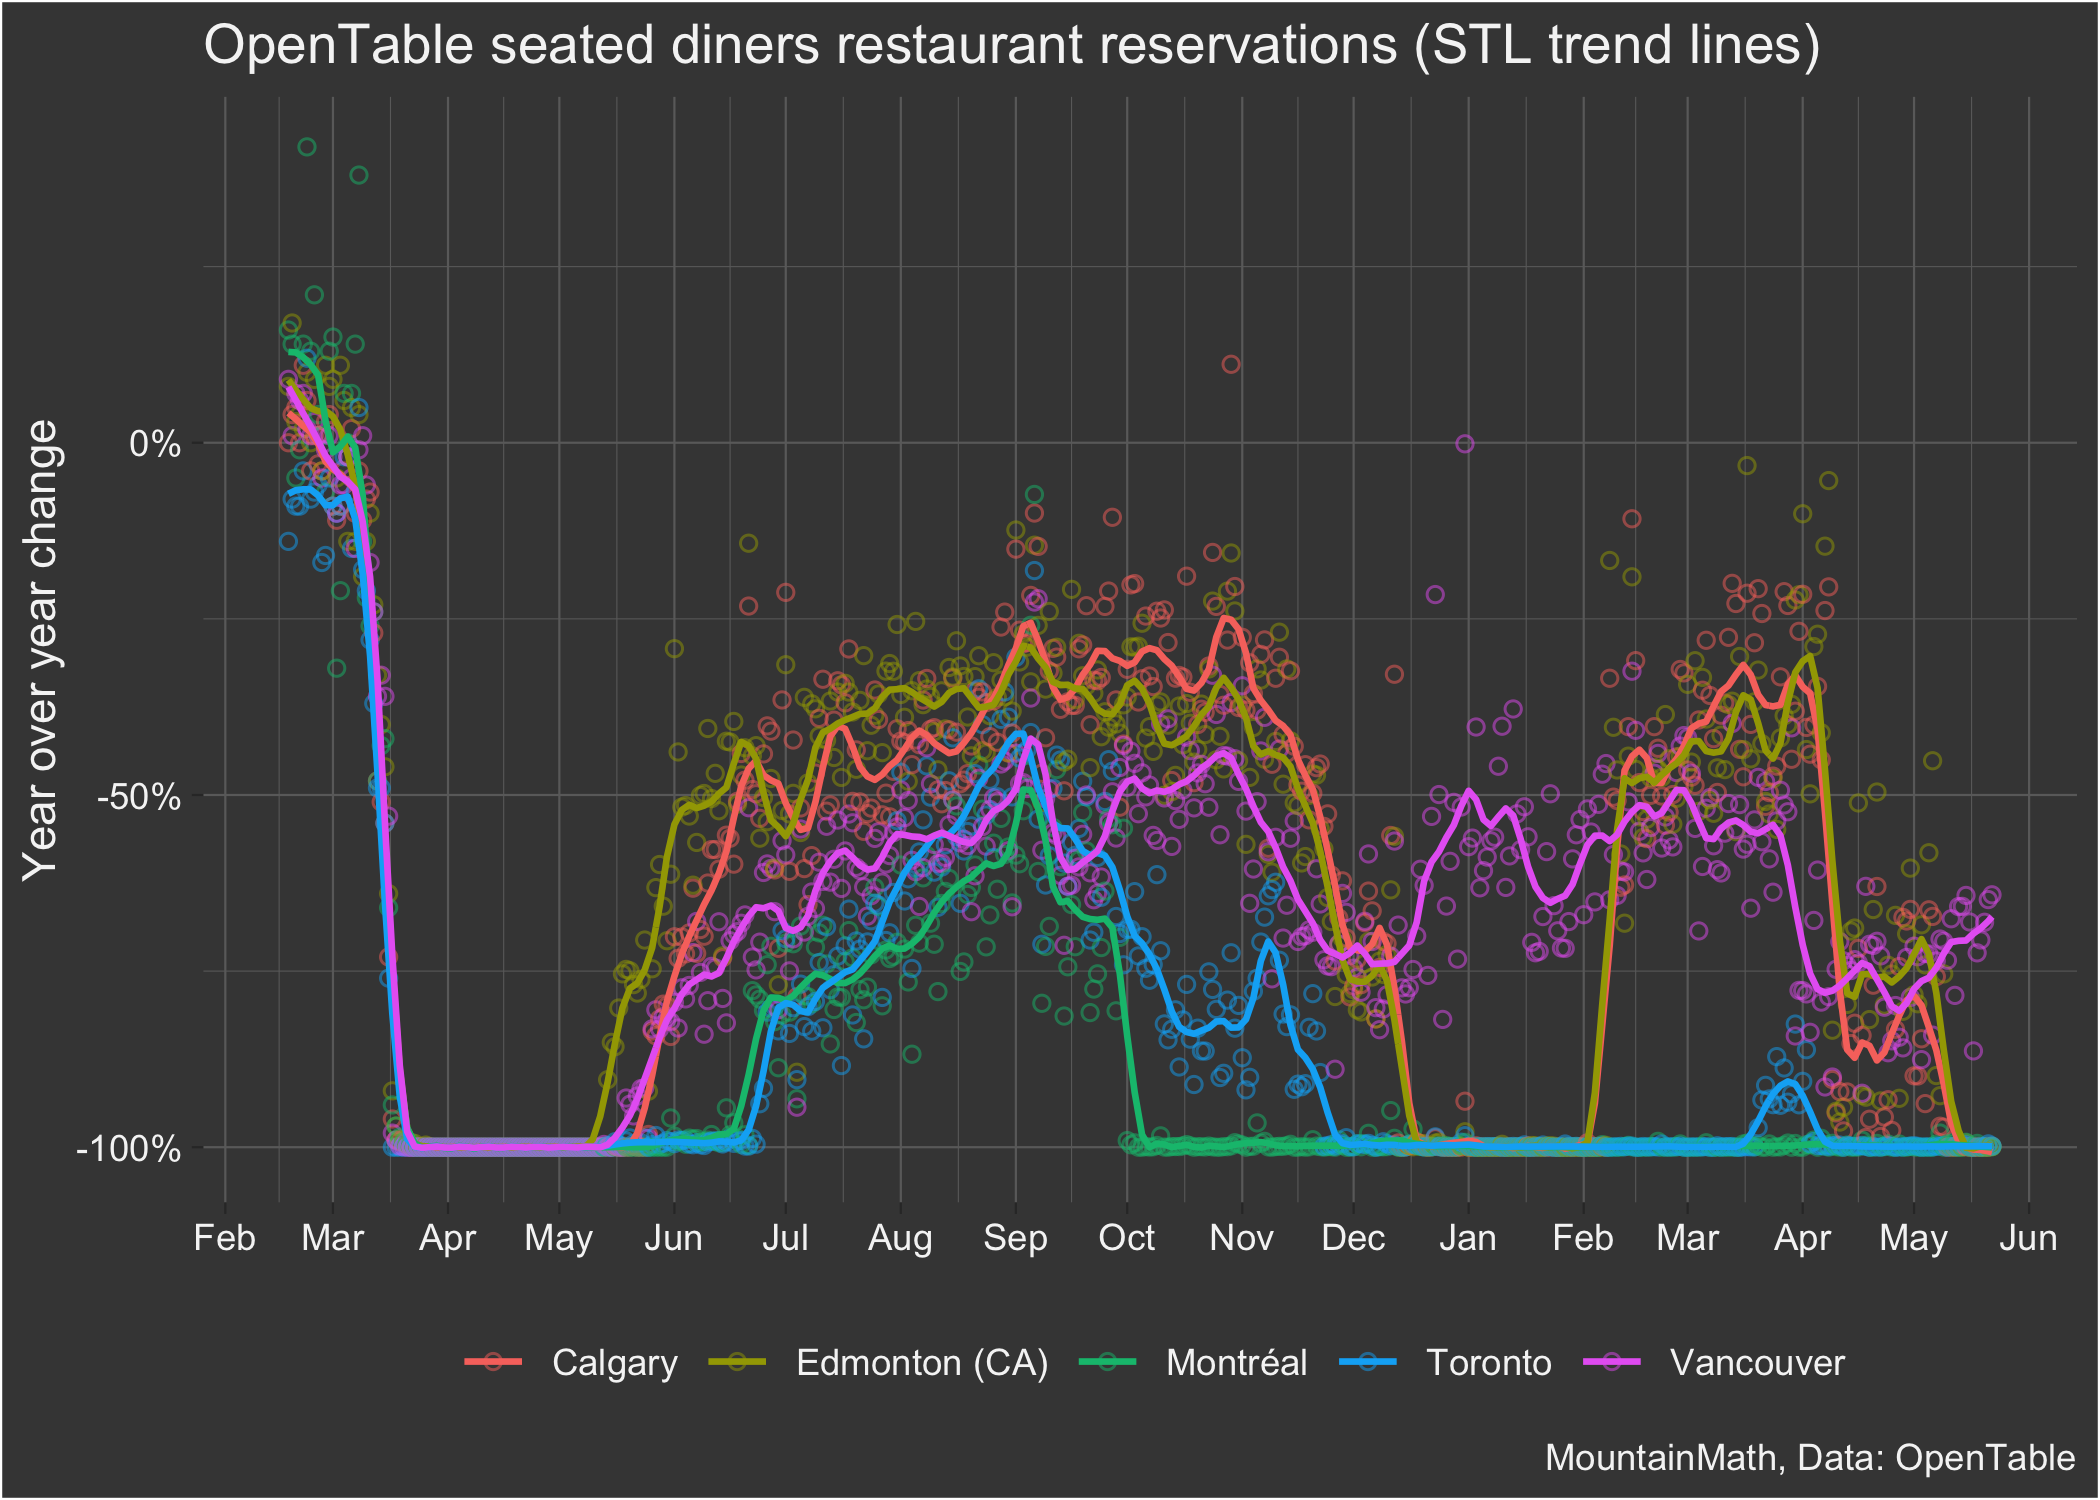 OpenTable seated diners restaurant reservations (STL trend lines)
Year over year change
0%
-50%
-100%
Feb Mar Apr May Jun Jul Aug Sep Oct Nov Dec Jan Feb Mar Apr May Jun
Calgary Edmonton (CA) Montréal Toronto Vancouver
MountainMath, Data: OpenTable